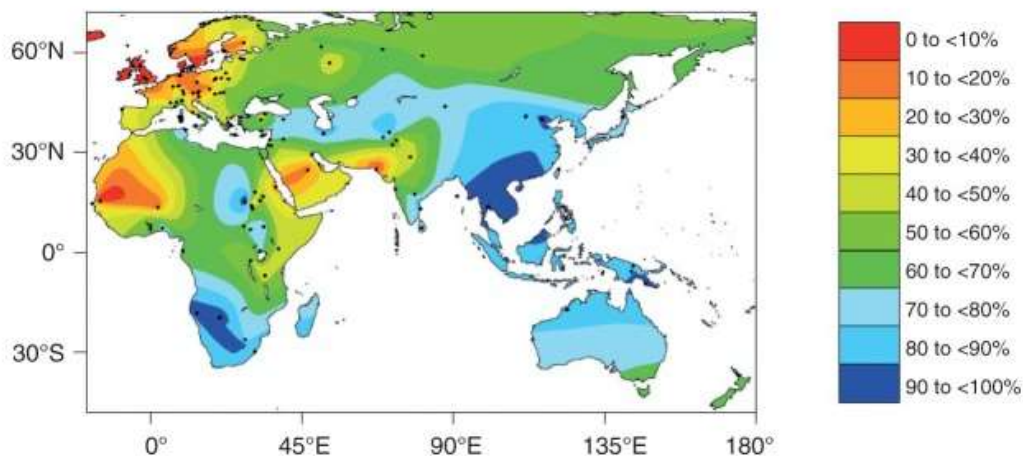 60°N
30°N
0°
30°S
0°
45°E
90°E
135°E
180°
0 to <10%
10 to <20%
20 to <30%
30 to <40%
40 to <50%
50 to <60%
60 to <70%
70 to <80%
80 to <90%
90 to <100%